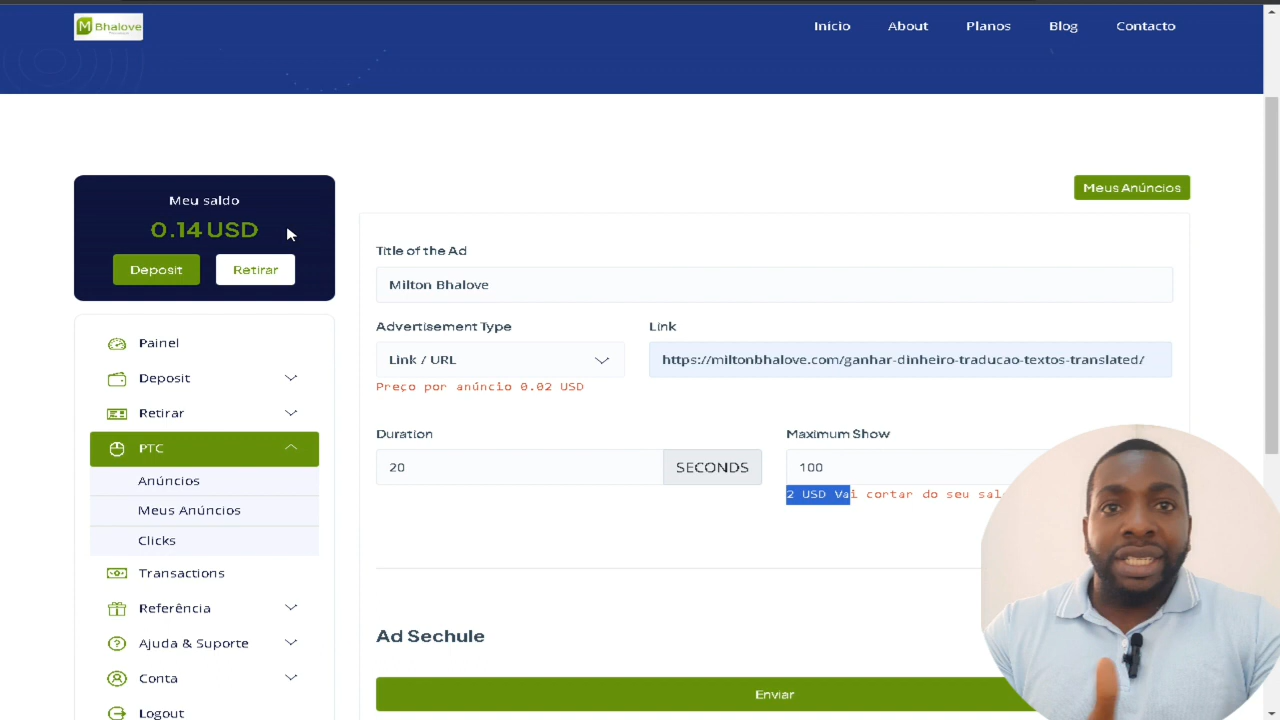 M Bhalove
Início
About
Planos
Blog
Contacto
Meu saldo
0.14 USD
Deposit
Retirar
Meus Anúncios
Title of the Ad
Milton Bhalove
Advertisement Type
Link
Link / URL
https://miltonbhalove.com/ganhar-dinheiro-traducao-textos-translated/
Preço por anúncio 0.02 USD
Duration
Maximum Show
20
SECONDS
100
2 USD Vai cortar do seu
Painel
Deposit
Retirar
PTC
Anúncios
Meus Anúncios
Clicks
Transactions
Referência
Ajuda & Suporte
Conta
Logout
Ad Sechule
Enviar